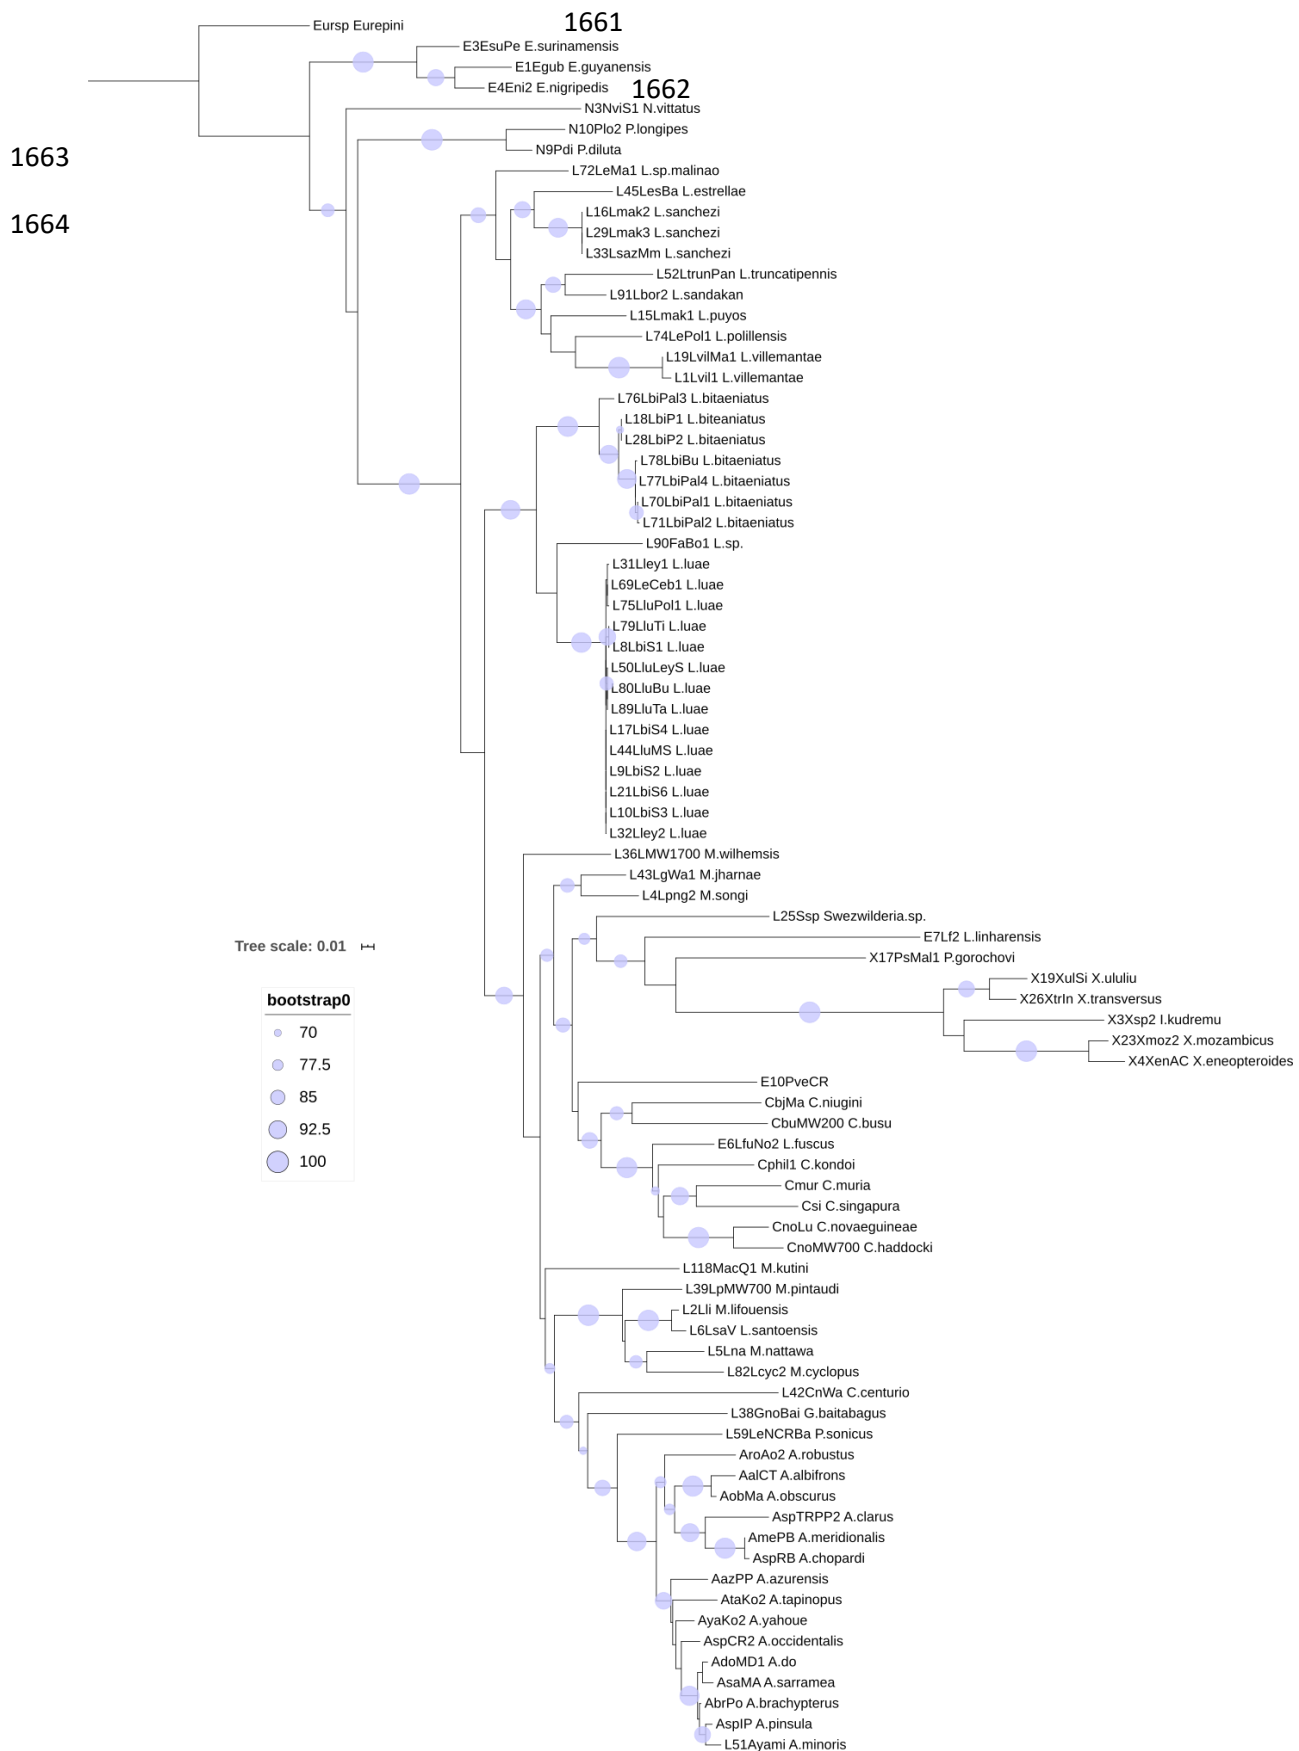 1661
1662
1663
1664
Eursp Eurepini
E3EsuPe E.surinamensis
E1Egub E.guyanensis
E4Eni2 E.nigripedis
N3NviS1 N.vittatus
N10Plo2 P.longipes
N9Pdi P.diluta
L72LeMa1 L.sp.malinao
L45LesBa L.estrellae
L16Lmak2 L.sanchezi
L29Lmak3 L.sanchezi
L33LsazMm L.sanchezi
L52LtrunPan L.truncatipennis
L91Lbor2 L.sandakan
L15Lmak1 L.puyos
L74LePol1 L.polillensis
L19LvilMa1 L.villemantae
L1Lvil1 L.villemantae
L76LbiPal3 L.bitaeniatus
L18LbiP1 L.biteaniatus
L28LbiP2 L.bitaeniatus
L78LbiBu L.bitaeniatus
L77LbiPal4 L.bitaeniatus
L70LbiPal1 L.bitaeniatus
L71LbiPal2 L.bitaeniatus
L90FaBo1 L.sp.
L31Lley1 L.luae
L69LeCeb1 L.luae
L75LluPol1 L.luae
L79LluTi L.luae
L8LbiS1 L.luae
L50LluLeyS L.luae
L80LluBu L.luae
L89LluTa L.luae
L17LbiS4 L.luae
L44LluMS L.luae
L9LbiS2 L.luae
L21LbiS6 L.luae
L10LbiS3 L.luae
L32Lley2 L.luae
L36LMW1700 M.wilhemsis
L43LgWa1 M.jharnae
L4Lpng2 M.songi
L25Ssp Swezwilderia.sp.
E7Lf2 L.linharensis
X17PsMal1 P.gorochovi
X19XulSi X.ululiu
X26XtrIn X.transversus
X3Xsp2 I.kudremu
X23Xmoz2 X.mozambicus
X4XenAC X.eneopteroides
E10PveCR
CbjMa C.niugini
CbuMW200 C.busu
E6LfuNo2 L.fuscus
Cphil1 C.kondoi
Cmur C.muria
Csi C.singapura
CnoLu C.novaeguineae
CnoMW700 C.haddocki
L118MacQ1 M.kutini
L39LpMW700 M.pintaudi
L2Lli M.lifouensis
L6LsaV L.santoensis
L5Lna M.nattawa
L82Lcyc2 M.cyclopus
L42CnWa C.centurio
L38GnoBai G.baitabagus
L59LeNCRBa P.sonicus
AroAo2 A.robustus
AalCT A.albifrons
AobMa A.obscurus
AspTRPP2 A.clarus
AmePB A.meridionalis
AspRB A.chopardi
AazPP A.azurensis
AtaKo2 A.tapinopus
AyaKo2 A.yahoue
AspCR2 A.occidentalis
AdoMD1 A.do
AsaMA A.sarramea
AbrPo A.brachypterus
AspIP A.pinsula
L51Ayami A.minoris
Tree scale: 0.01
bootstrap0
70
77.5
85
92.5
100